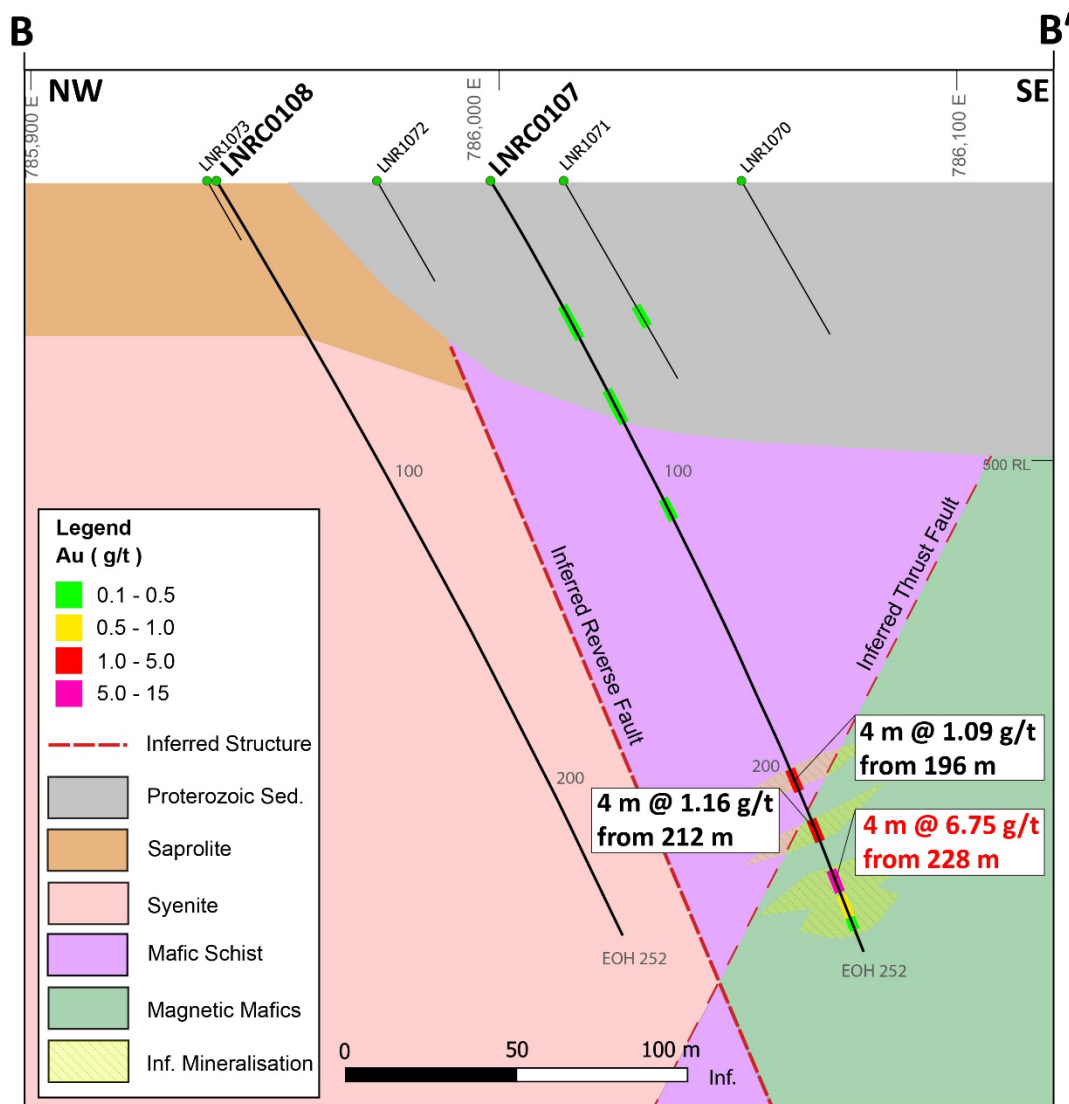 B
B'
NW
SE
785,900 E
LNR1073
LNRC0108
LNR1072
786,000 E
LNRC0107
LNR1071
LNR1070
786,100 E
100
100
500 RL
Legend
Au ( g/t )
0.1 - 0.5
0.5 - 1.0
1.0 - 5.0
5.0 - 15
Inferred Structure
Proterozoic Sed.
Saprolite
Syenite
Mafic Schist
Magnetic Mafics
Inf. Mineralisation
Inferred Reverse Fault
Inferred Thrust Fault
200
200
4 m @ 1.09 g/t
from 196 m
4 m @ 1.16 g/t
from 212 m
4 m @ 6.75 g/t
from 228 m
EOH 252
EOH 252
0
50
100 m
Inf.